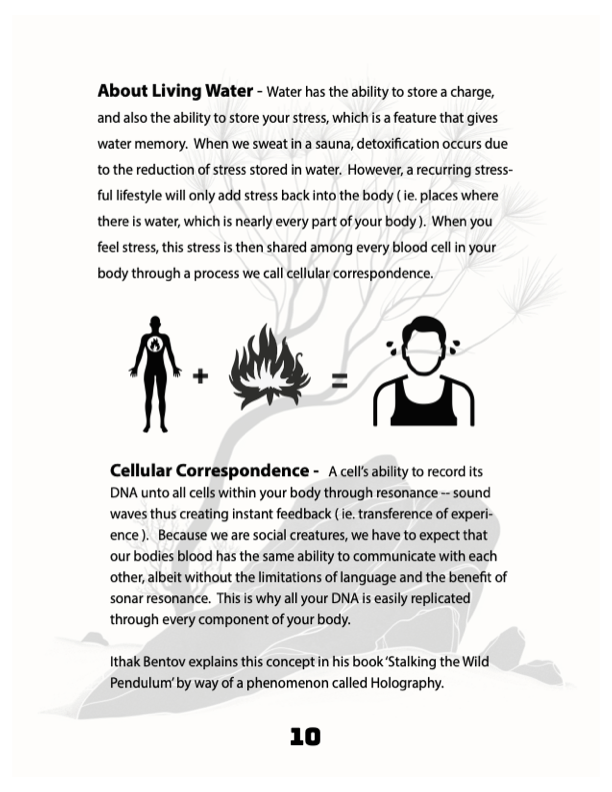 About Living Water - Water has the ability to store a charge,
and also the ability to store your stress, which is a feature that gives
water memory. When we sweat in a sauna, detoxification occurs due
to the reduction of stress stored in water. However, a recurring stress-
ful lifestyle will only add stress back into the body ( ie. places where
there is water, which is nearly every part of your body ). When you
feel stress, this stress is then shared among every blood cell in your
body through a process we call cellular correspondence.
+ =
Cellular Correspondence - A cell's ability to record its
DNA unto all cells within your body through resonance -- sound
waves thus creating instant feedback ( ie. transference of experi-
ence ). Because we are social creatures, we have to expect that
our bodies blood has the same ability to communicate with each
other, albeit without the limitations of language and the benefit of
sonar resonance. This is why all your DNA is easily replicated
through every component of your body.
Ithak Bentov explains this concept in his book 'Stalking the Wild
Pendulum' by way of a phenomenon called Holography.
10